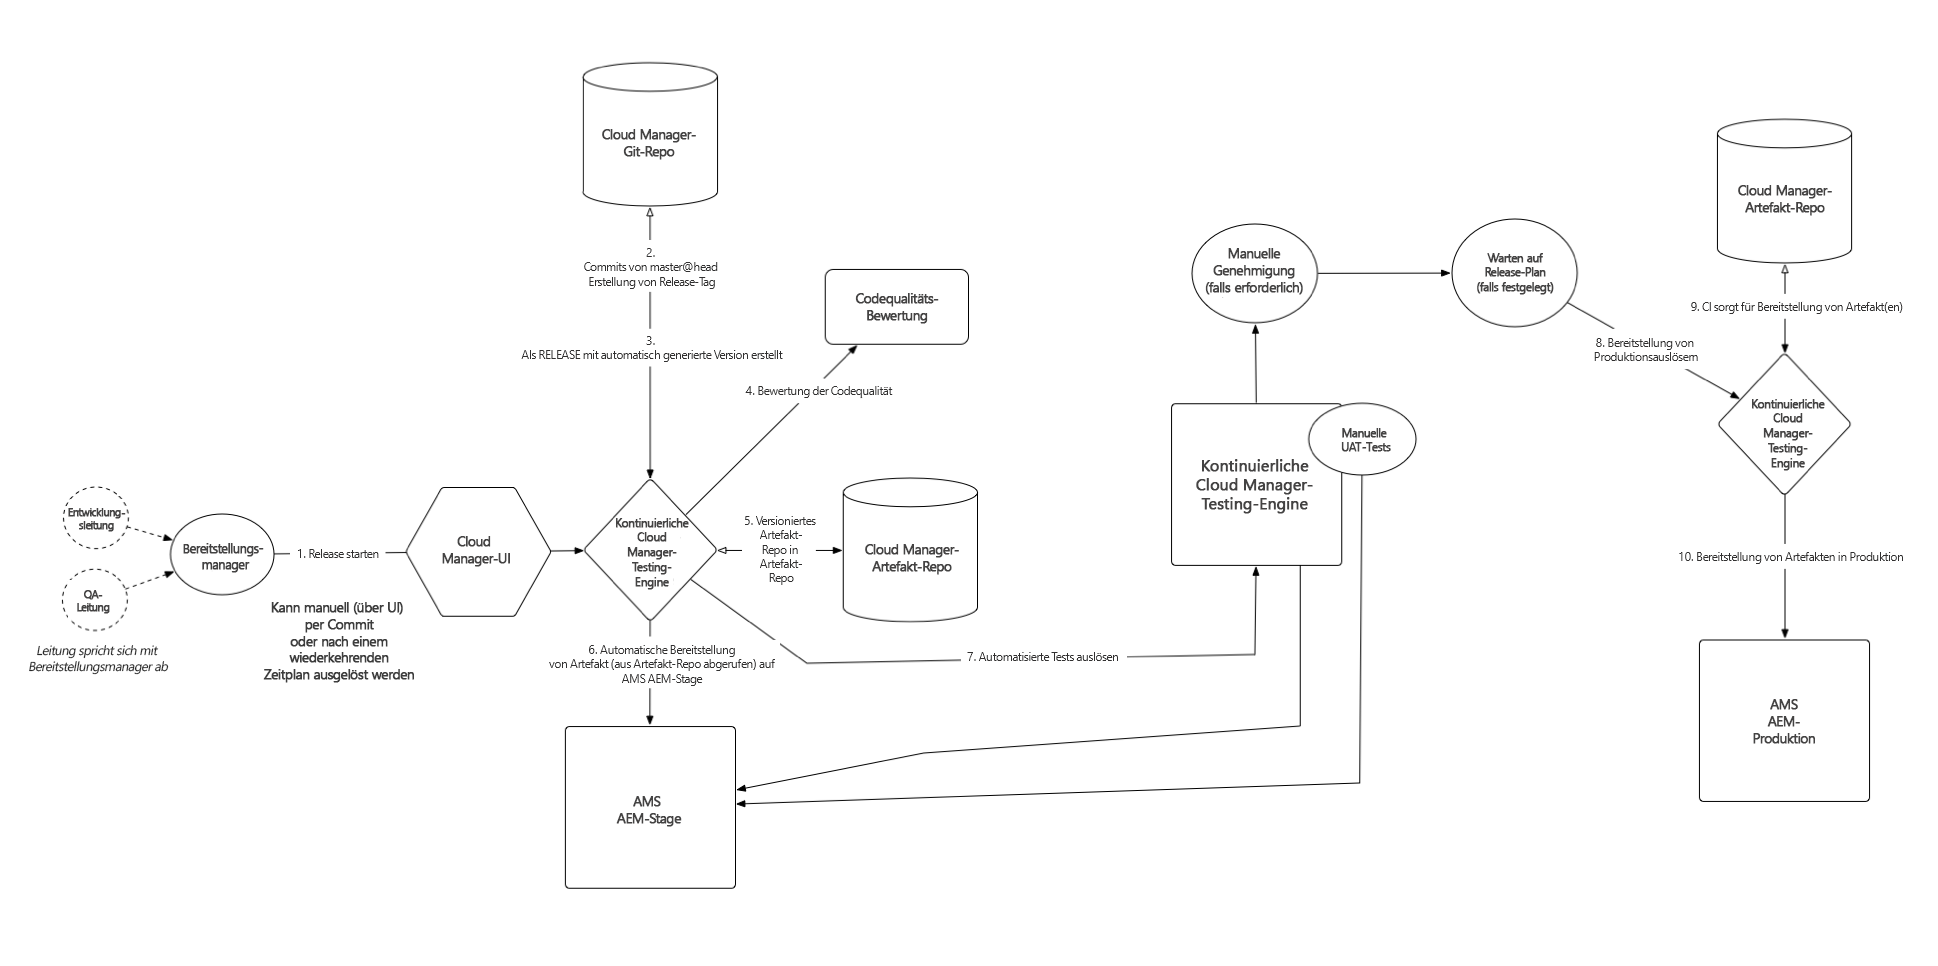 Cloud Manager-
Git-Repo
2.
Commits von master@head
Erstellung von Release-Tag
3.
Als RELEASE mit automatisch generierte Version erstellt
Codequalitäts-
Bewertung
4. Bewertung der Codequalität
Entwicklung-
sleitung
QA-
Leitung
Leitung spricht sich mit
Bereitstellungsmanager ab
Bereitstellungs-
manager
1. Release starten
Kann manuell (über UI)
per Commit
oder nach einem
wiederkehrenden
Zeitplan ausgelöst werden
Cloud
Manager-UI
Kontinuierliche
Cloud
Manager-
Testing-
Engine
5. Versioniertes
Artefakt-
Repo in
Artefakt-
Repo
Cloud Manager-
Artefakt-Repo
6. Automatische Bereitstellung
von Artefakt (aus Artefakt-Repo abgerufen) auf
AMS AEM-Stage
7. Automatisierte Tests auslösen
AMS
AEM-Stage
Manuelle
Genehmigung
(falls erforderlich)
Kontinuierliche
Cloud Manager-
Testing-Engine
Manuelle
UAT-Tests
Warten auf
Release-Plan
(falls festgelegt)
8. Bereitstellung von
Produktionsauslösern
Cloud Manager-
Artefakt-Repo
9. CI sorgt für Bereitstellung von Artefakt(en)
Kontinuierliche
Cloud
Manager-
Testing-
Engine
10. Bereitstellung von Artefakten in Produktion
AMS
AEM-
Produktion